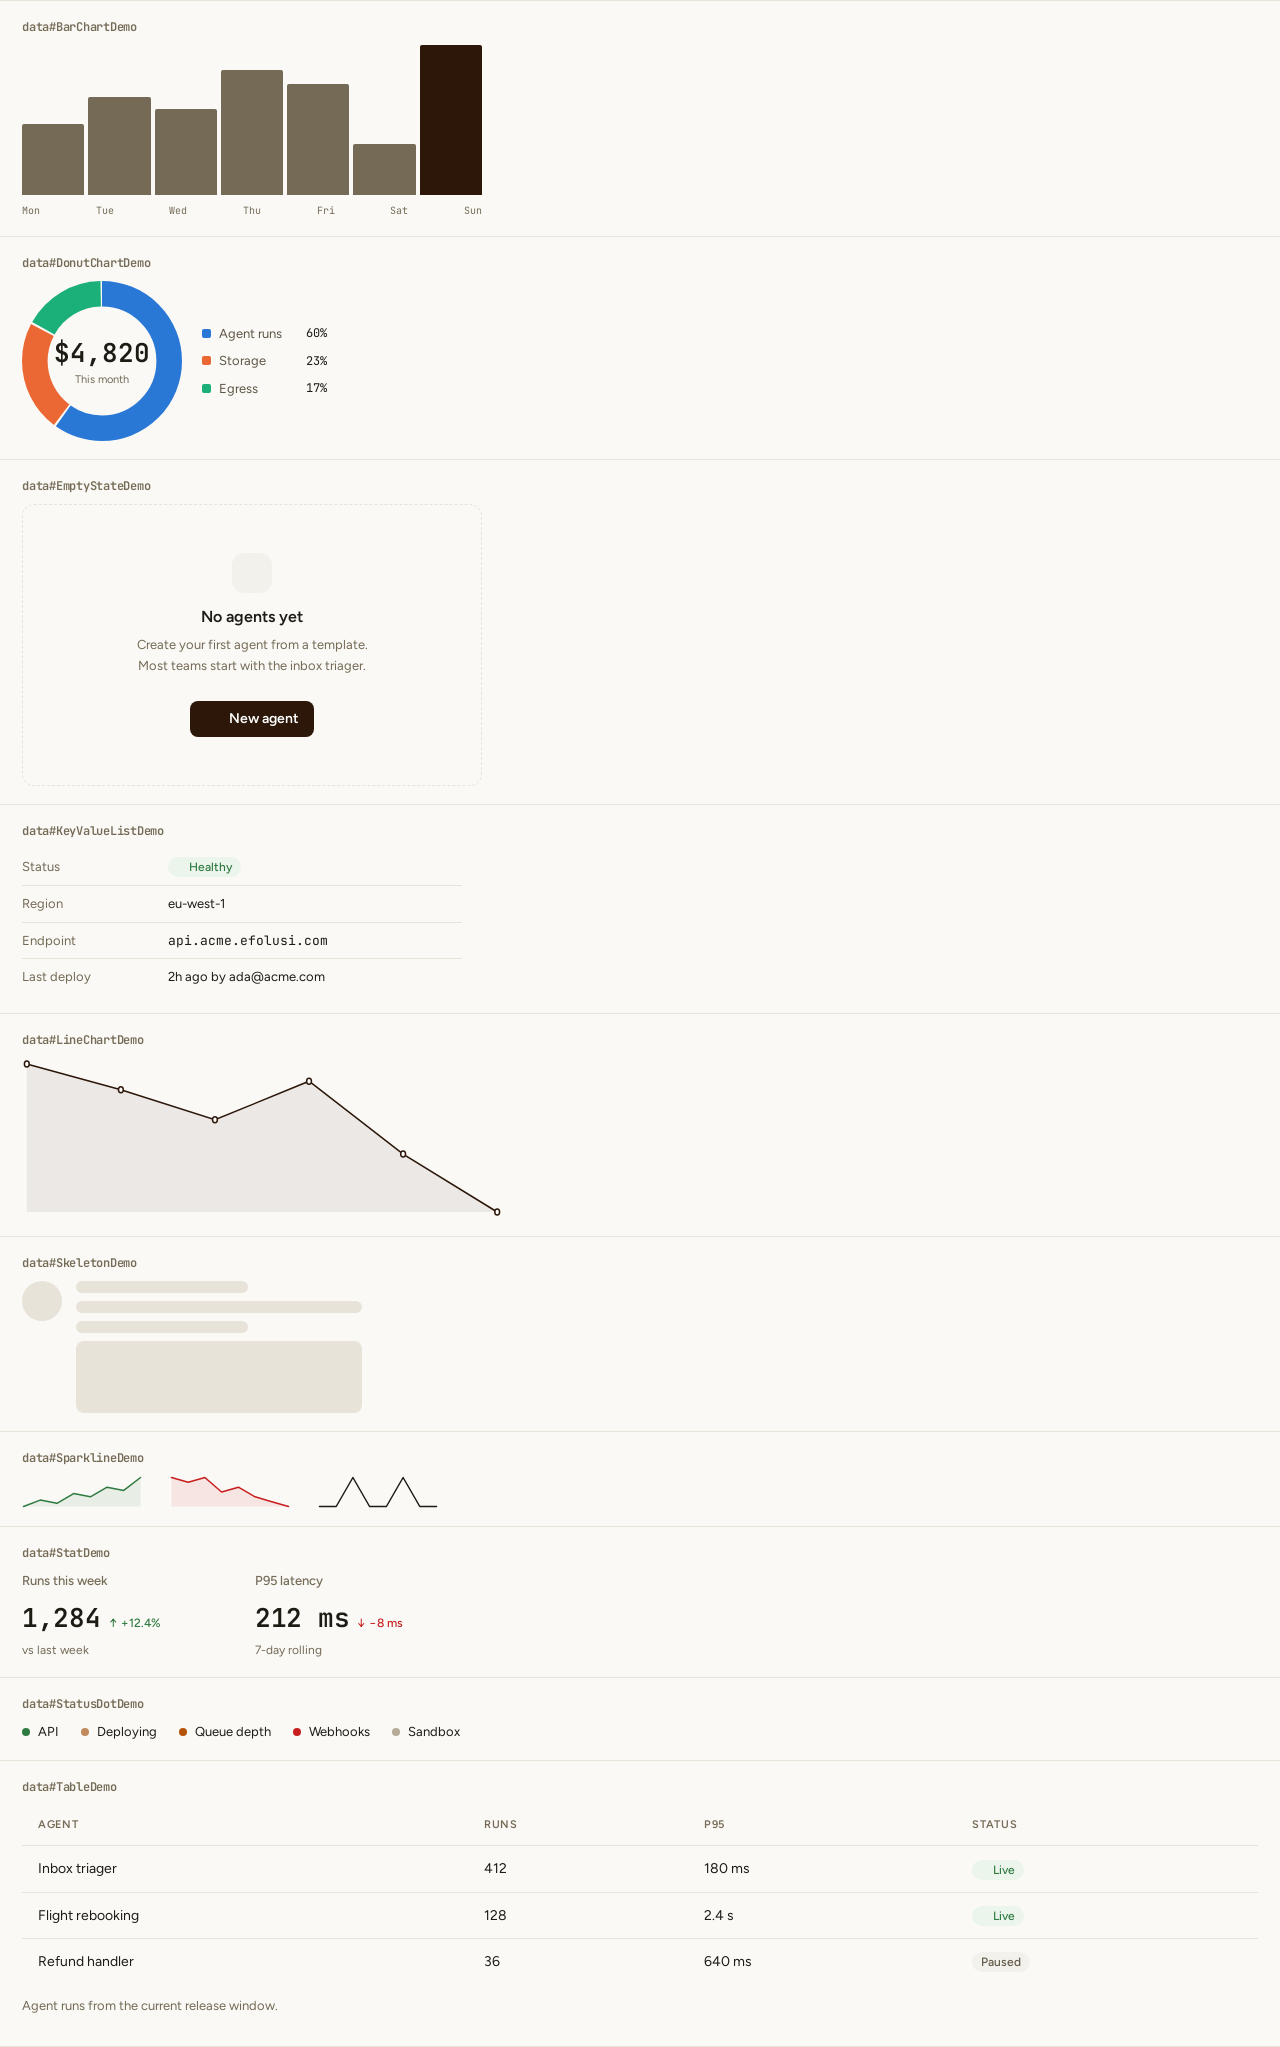 data#BarChartDemo
Mon Tue Wed Thu Fri Sat Sun
data#DonutChartDemo
$4,820
This month
Agent runs 60%
Storage 23%
Egress 17%
data#EmptyStateDemo
No agents yet
Create your first agent from a template.
Most teams start with the inbox triager.
New agent
data#KeyValueListDemo
Status Healthy
Region eu-west-1
Endpoint api.acme.efolusi.com
Last deploy 2h ago by ada@acme.com
data#LineChartDemo
data#SkeletonDemo
data#SparklineDemo
data#StatDemo
Runs this week P95 latency
1,284 ↑ +12.4% 212 ms ↓ −8 ms
vs last week 7-day rolling
data#StatusDotDemo
API Deploying Queue depth Webhooks Sandbox
data#TableDemo
AGENT RUNS P95 STATUS
Inbox triager 412 180 ms Live
Flight rebooking 128 2.4 s Live
Refund handler 36 640 ms Paused
Agent runs from the current release window.